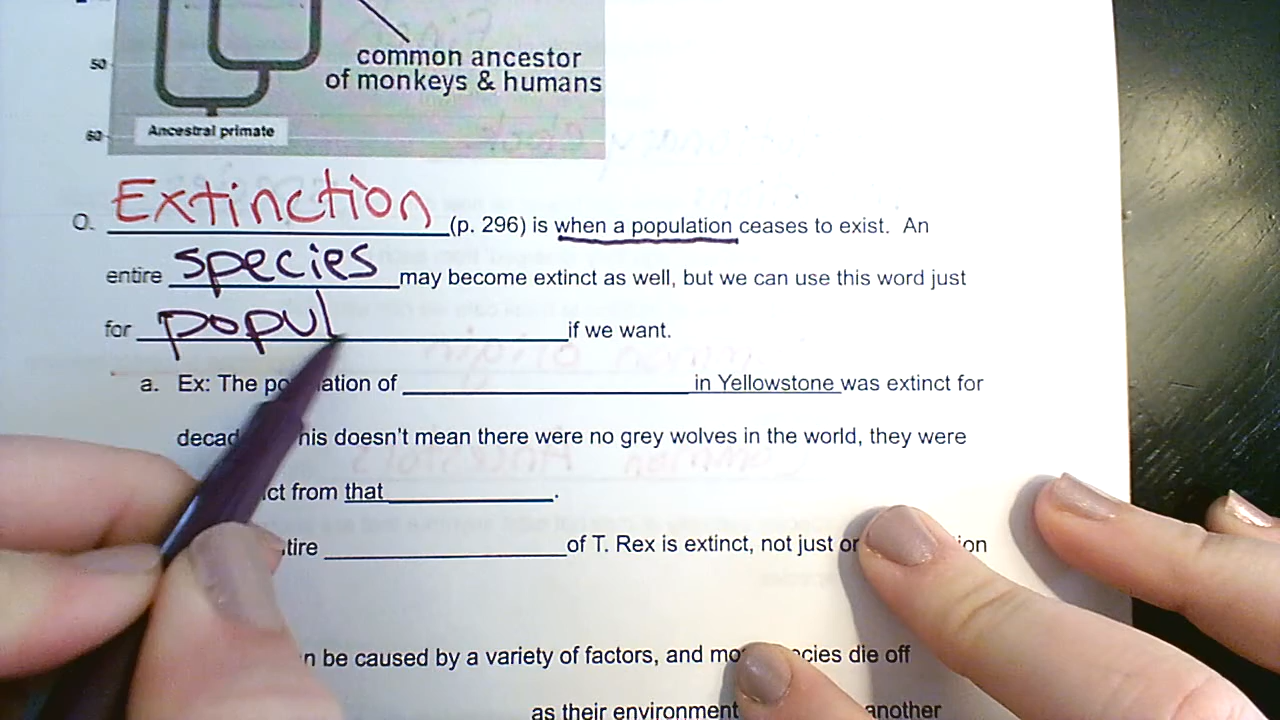 common ancestor
50 of monkeys & humans
Ancestral primate
60
O. Extinction (p. 296) is when a population ceases to exist. An
entire species may become extinct as well, but we can use this word just
for popul if we want.
a. Ex: The po ation of in Yellowstone was extinct for
decad his doesn't mean there were no grey wolves in the world, they were
ct from that .
tire of T. Rex is extinct, not just or ion
n be caused by a variety of factors, and mo cies die off
as their environment another